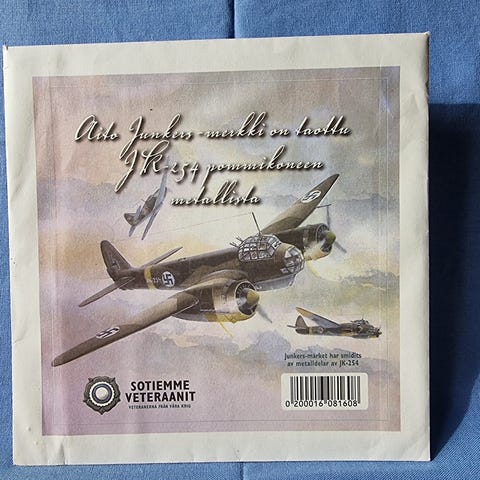 Aito Junkers -merkki on taottu
JK-254 pommikoneen
metallista
Junkers-märket har smidits
av metalldelar av JK-254
SOTIEMME
VETERAANIT
VETERANERNA FRÅN VÅRA KRIG
0 200016 081608